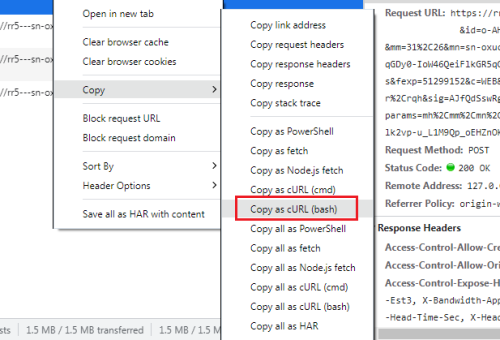 //rr5---sn-ox
//rr5---sn-o
//rr5---sn-ox
Open in new tab
Clear browser cache
Clear browser cookies
Copy
Block request URL
Block request domain
Sort By
Header Options
Save all as HAR with content
Copy link address
Copy request headers
Copy response headers
Copy response
Copy stack trace
Copy as PowerShell
Copy as fetch
Copy as Node.js fetch
Copy as cURL (cmd)
Copy as cURL (bash)
Copy all as PowerShell
Copy all as fetch
Copy all as Node.js fetch
Copy all as cURL (cmd)
Copy all as cURL (bash)
Copy all as HAR
Request URL: https://r
&id=o-AH
&mm=31%2C26&mn=sn-oxu
qGDy0-IoW46QeiF1kGR5qG
s&fexp=51299152&c=WEB&
r%2Crqh&sig=AJfQdSswRg
params=mh%2Cmm%2Cmn%2C
1k2vp-u_L1M9Qp_oEHZnOK
Request Method: POST
Status Code: 200 OK
Remote Address: 127.0.
Referrer Policy: origin-w
Response Headers
Access-Control-Allow-Cre
Access-Control-Allow-Ori
Access-Control-Expose-H
-Est3, X-Bandwidth-App
-Head-Time-Sec, X-Head
sts 1.5 MB / 1.5 MB transferred 1.5 MB / 1.5 M